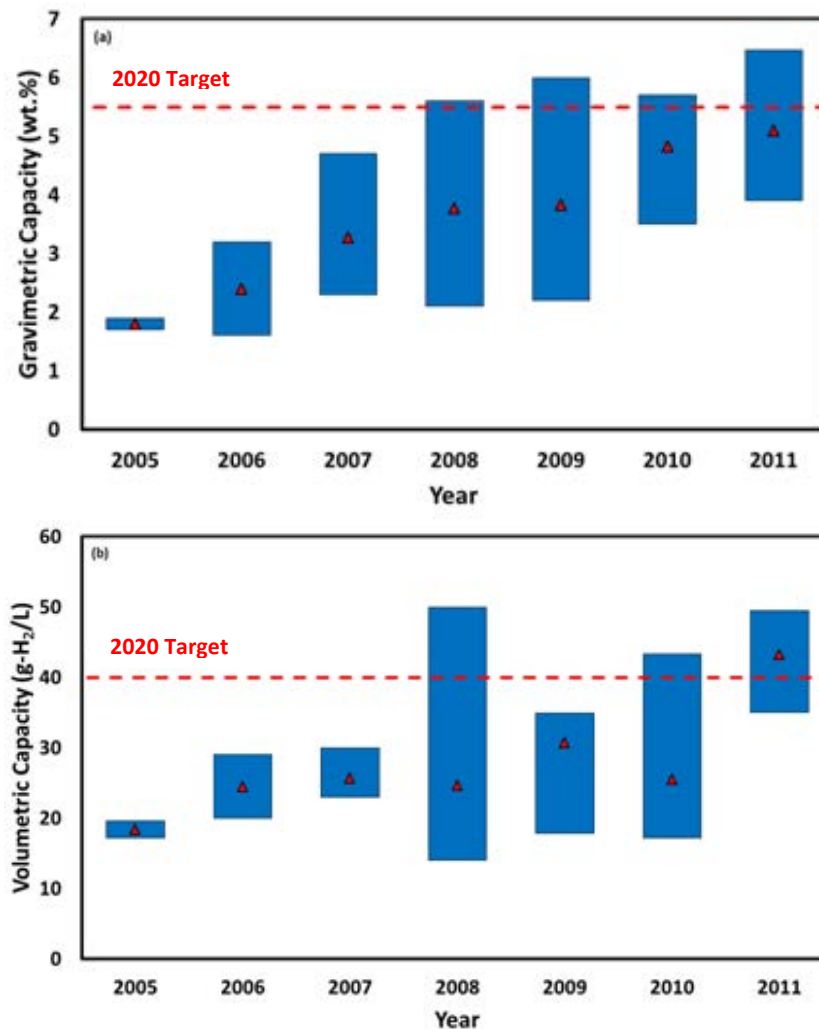 (a)
2020 Target
Gravimetric Capacity (wt.%)
7
6
5
4
3
2
1
0
2005 2006 2007 2008 2009 2010 2011
Year
(b)
2020 Target
Volumetric Capacity (g-H₂/L)
60
50
40
30
20
10
0
2005 2006 2007 2008 2009 2010 2011
Year